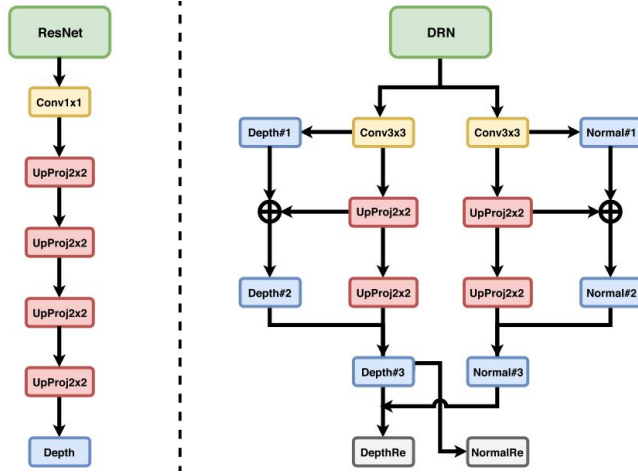 ResNet
Conv1x1
UpProj2x2
UpProj2x2
UpProj2x2
UpProj2x2
Depth
DRN
Depth#1
Conv3x3
Conv3x3
Normal#1
UpProj2x2
UpProj2x2
Depth#2
UpProj2x2
UpProj2x2
Normal#2
Depth#3
Normal#3
DepthRe
NormalRe